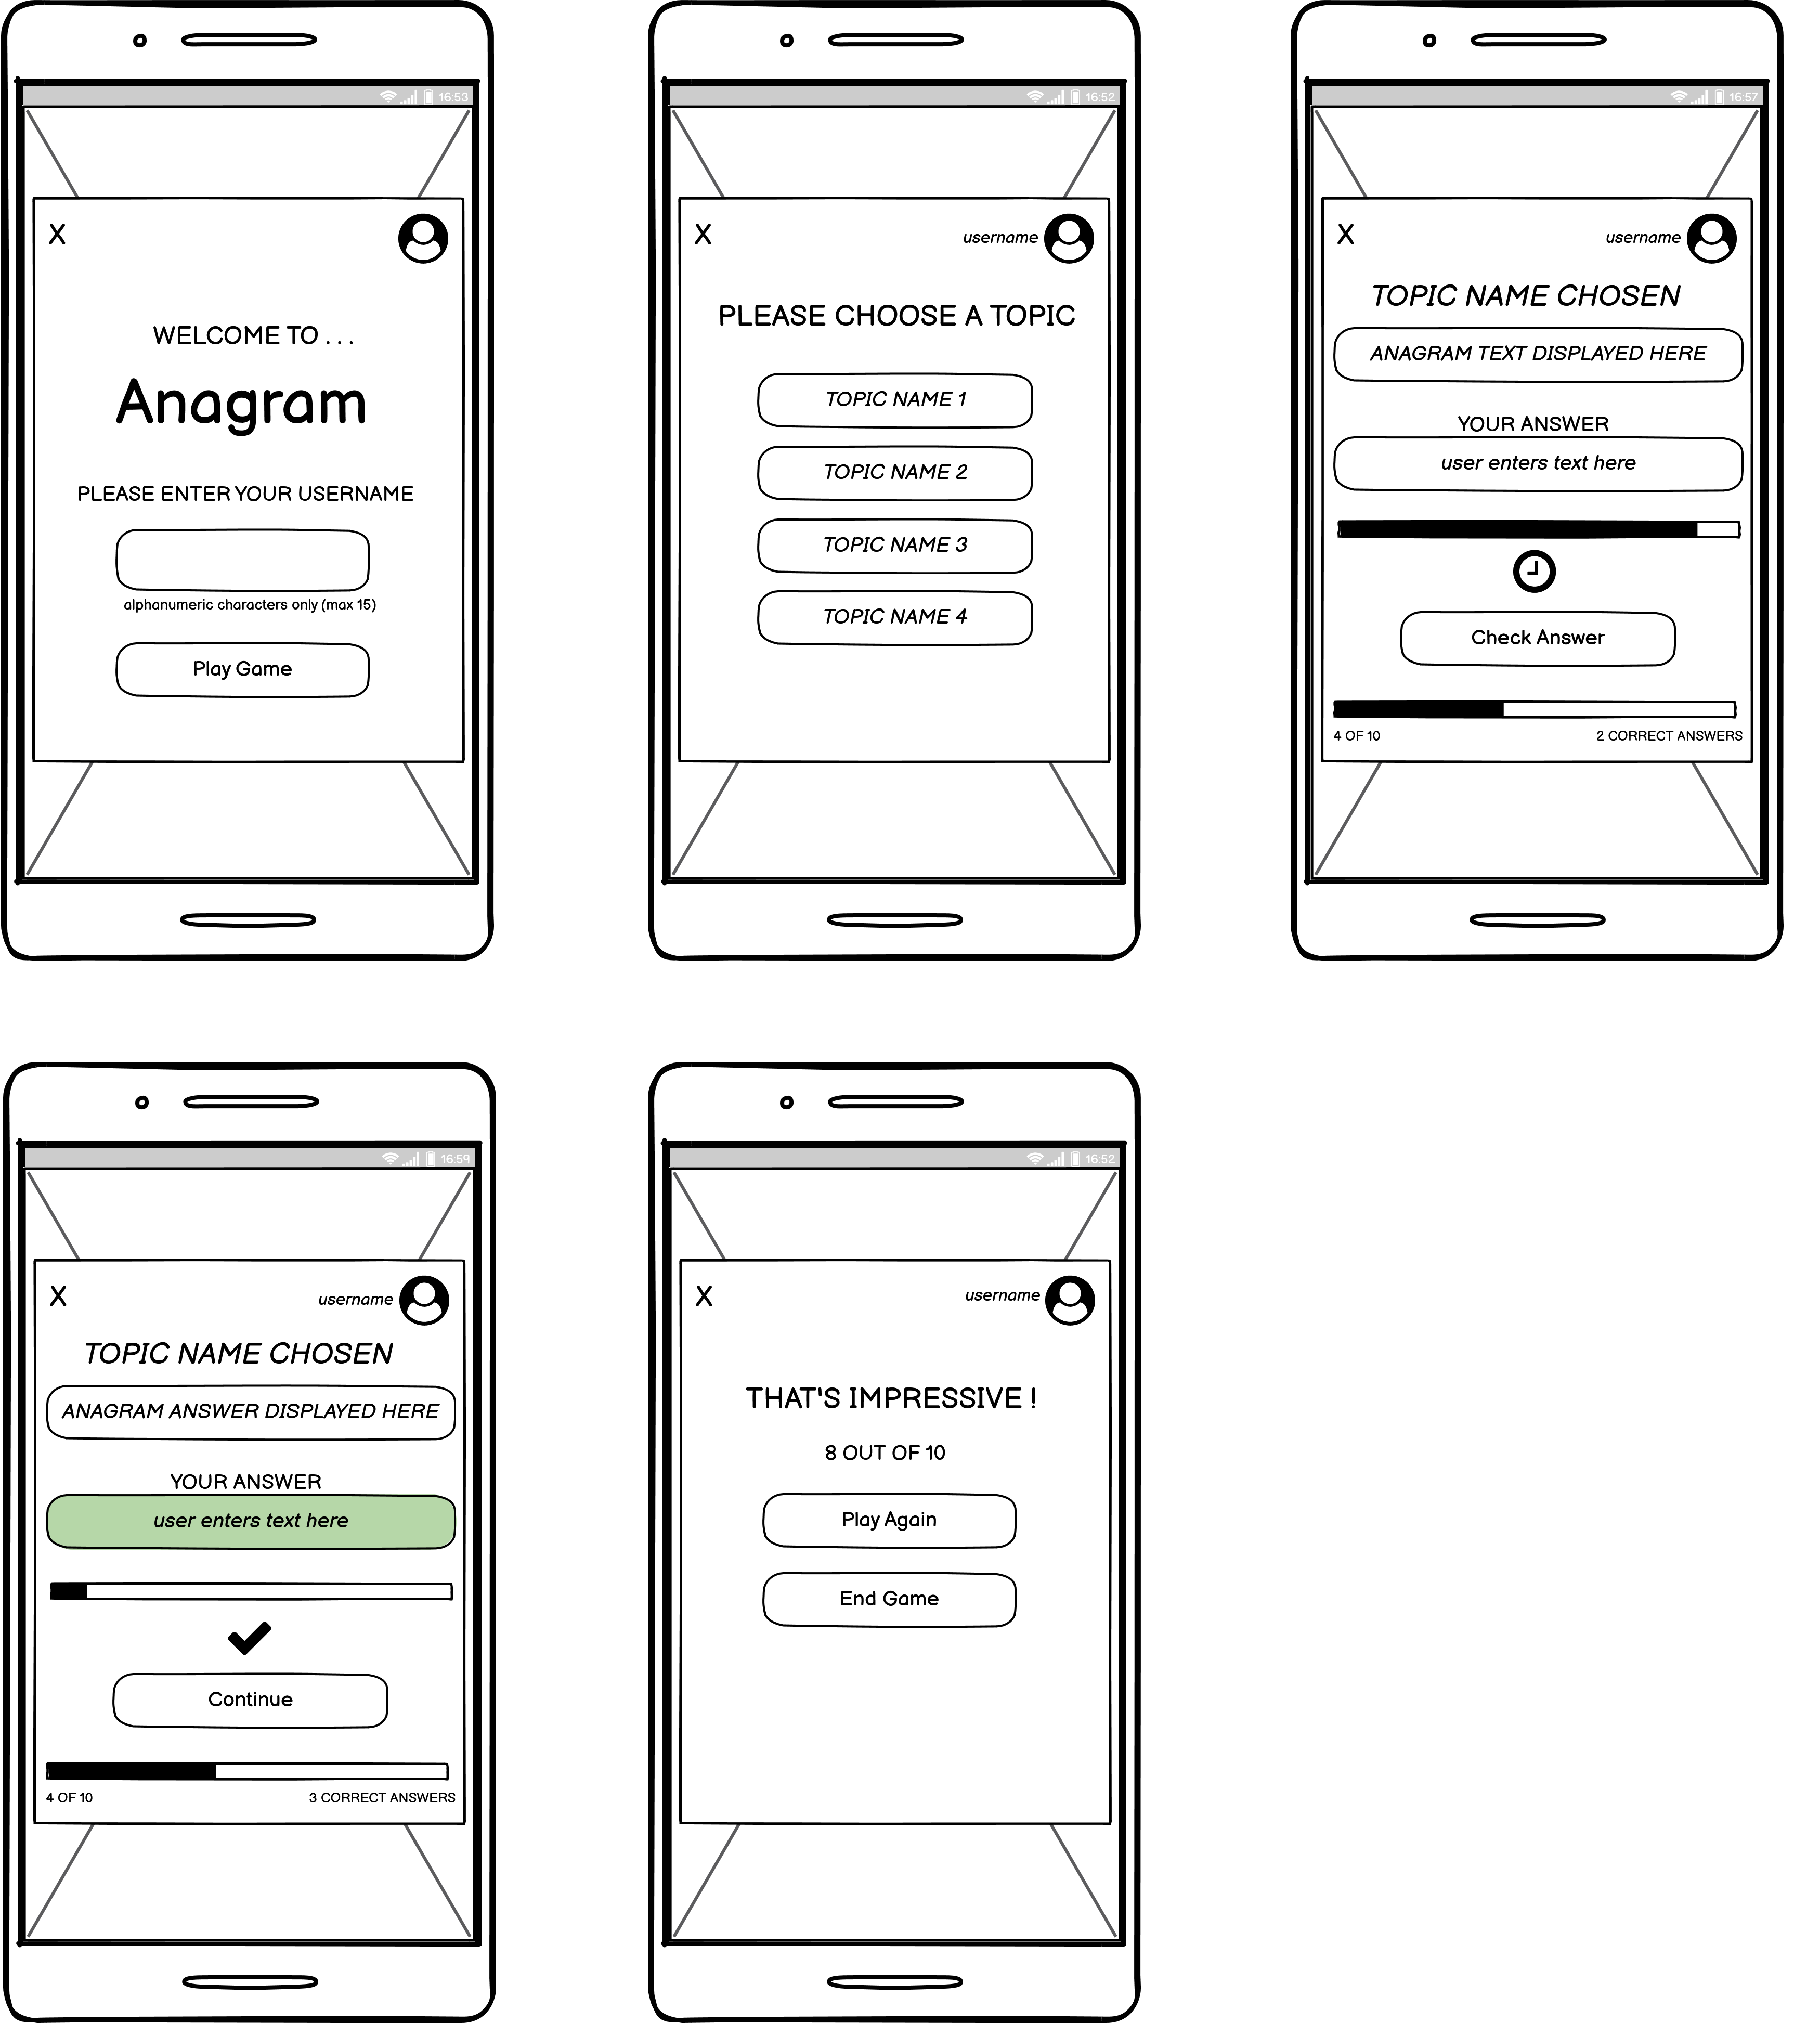 16:53
X
WELCOME TO . . .
Anagram
PLEASE ENTER YOUR USERNAME
alphanumeric characters only (max 15)
Play Game
16:52
X
username
PLEASE CHOOSE A TOPIC
TOPIC NAME 1
TOPIC NAME 2
TOPIC NAME 3
TOPIC NAME 4
16:57
X
username
TOPIC NAME CHOSEN
ANAGRAM TEXT DISPLAYED HERE
YOUR ANSWER
user enters text here
Check Answer
4 OF 10
2 CORRECT ANSWERS
16:59
X
username
TOPIC NAME CHOSEN
ANAGRAM ANSWER DISPLAYED HERE
YOUR ANSWER
user enters text here
Continue
4 OF 10
3 CORRECT ANSWERS
16:52
X
username
THAT'S IMPRESSIVE !
8 OUT OF 10
Play Again
End Game